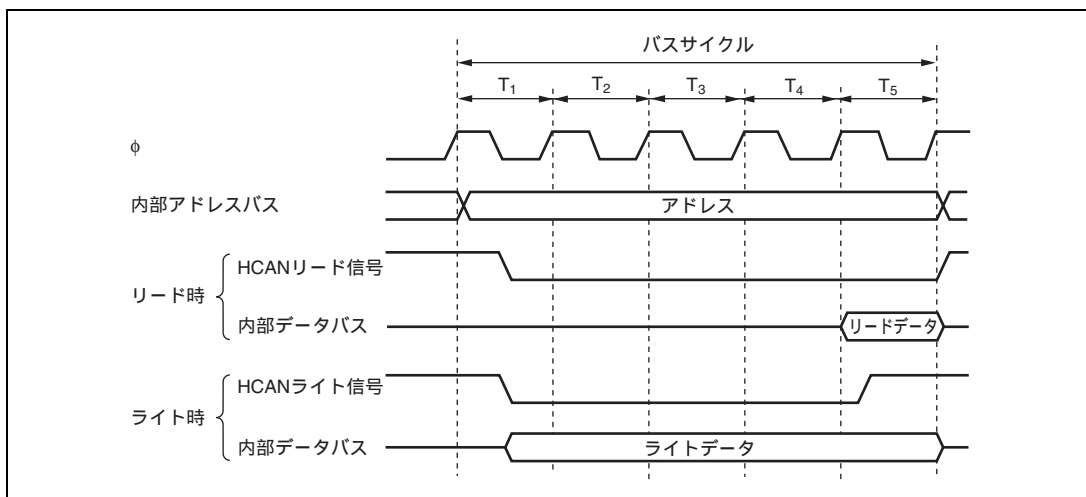 バスサイクル
T1 T2 T3 T4 T5
φ
内部アドレスバス
アドレス
リード時
HCANリード信号
内部データバス
リードデータ
ライト時
HCANライト信号
内部データバス
ライトデータ